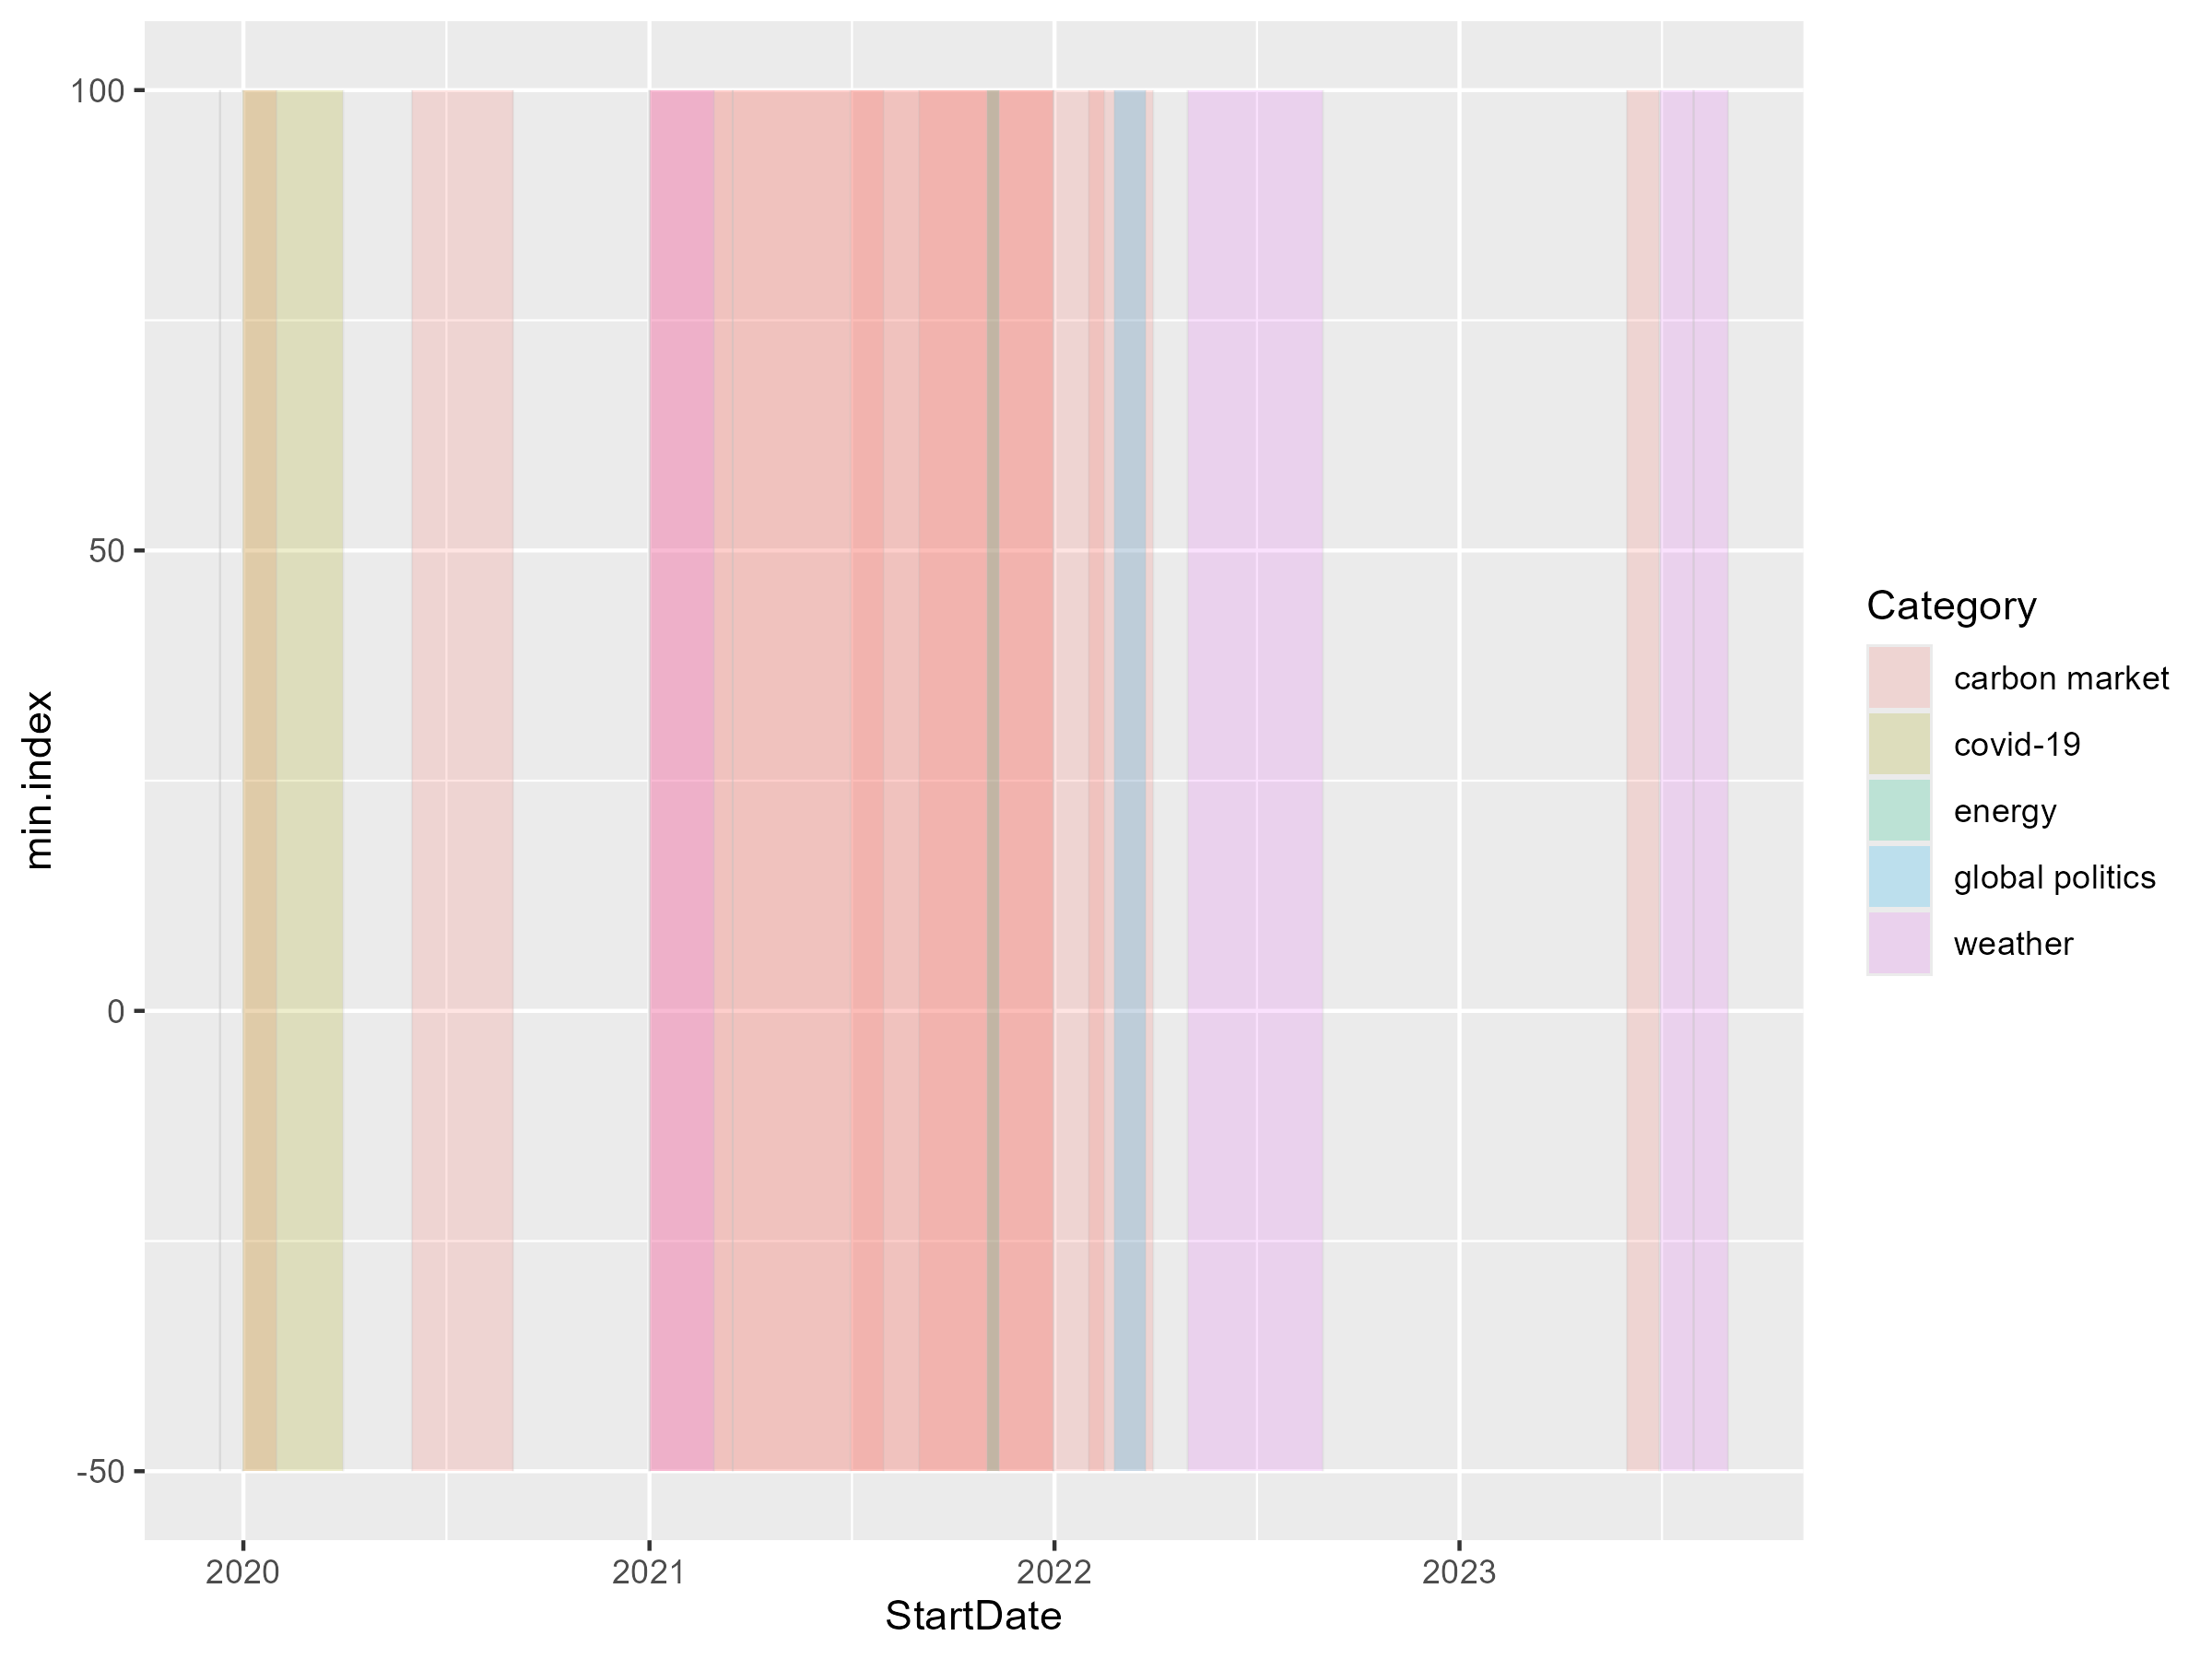 100
50
0
-50
min.index
2020
2021
2022
2023
StartDate
Category
carbon market
covid-19
energy
global politics
weather